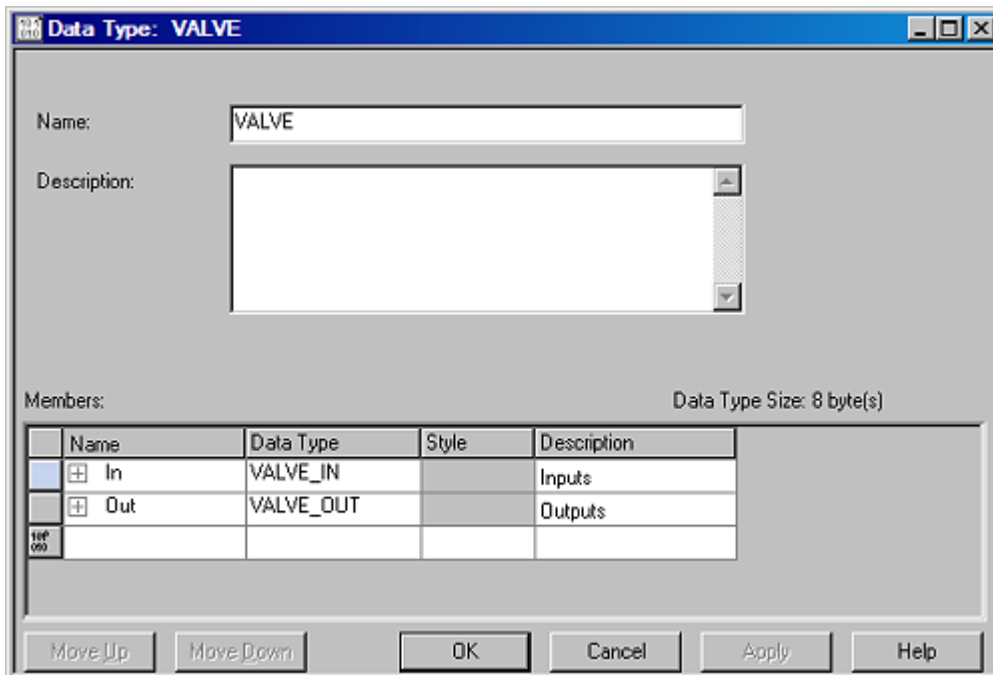 Data Type: VALVE
Name: VALVE
Description:
Members: Data Type Size: 8 byte(s)
Name Data Type Style Description
In VALVE_IN Inputs
Out VALVE_OUT Outputs
Move Up Move Down OK Cancel Apply Help